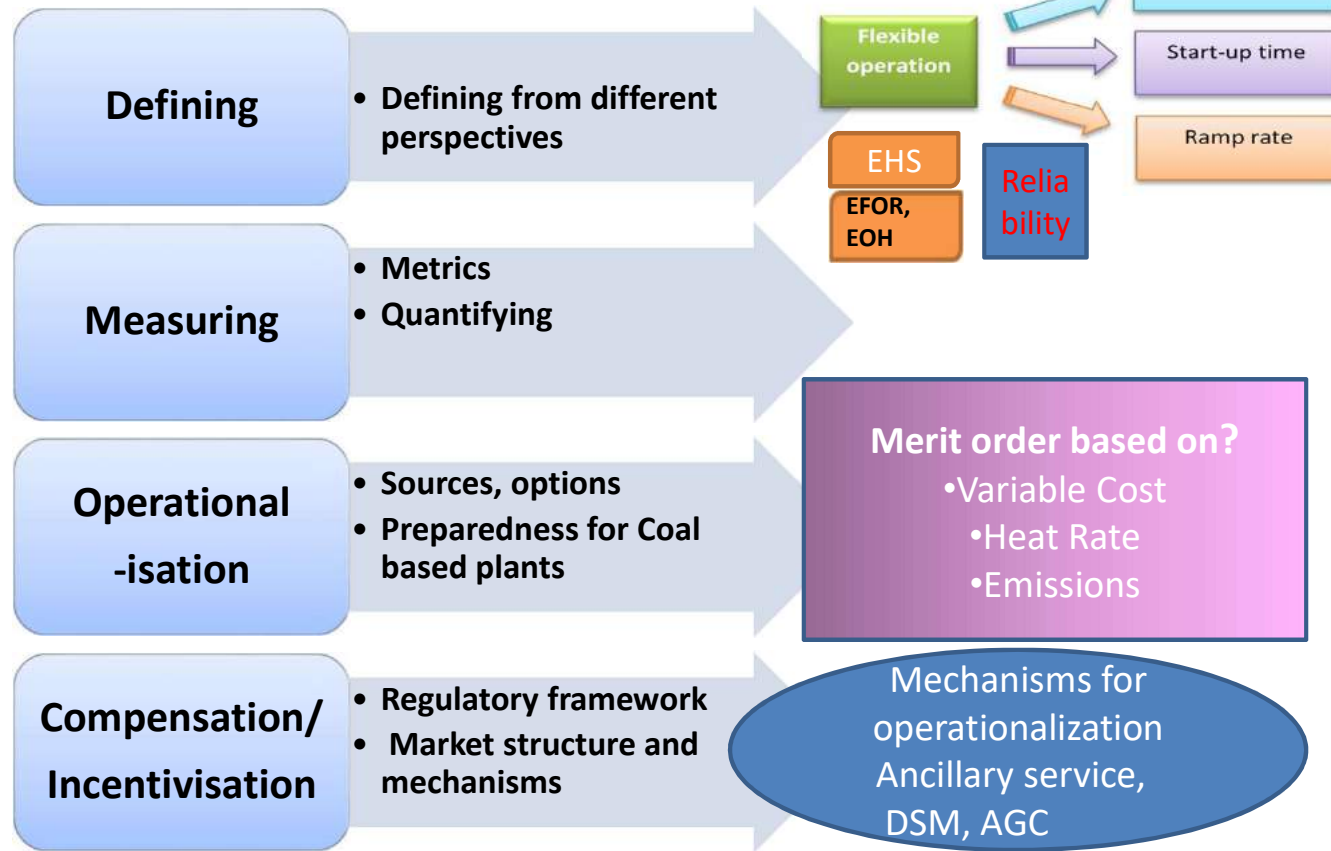 Defining
• Defining from different
perspectives
Flexible
operation
Start-up time
Ramp rate
EHS
EFOR,
EOH
Relia
bility
Measuring
• Metrics
• Quantifying
Operational
-isation
• Sources, options
• Preparedness for Coal
based plants
Merit order based on?
•Variable Cost
•Heat Rate
•Emissions
Compensation/
Incentivisation
• Regulatory framework
• Market structure and
mechanisms
Mechanisms for
operationalization
Ancillary service,
DSM, AGC